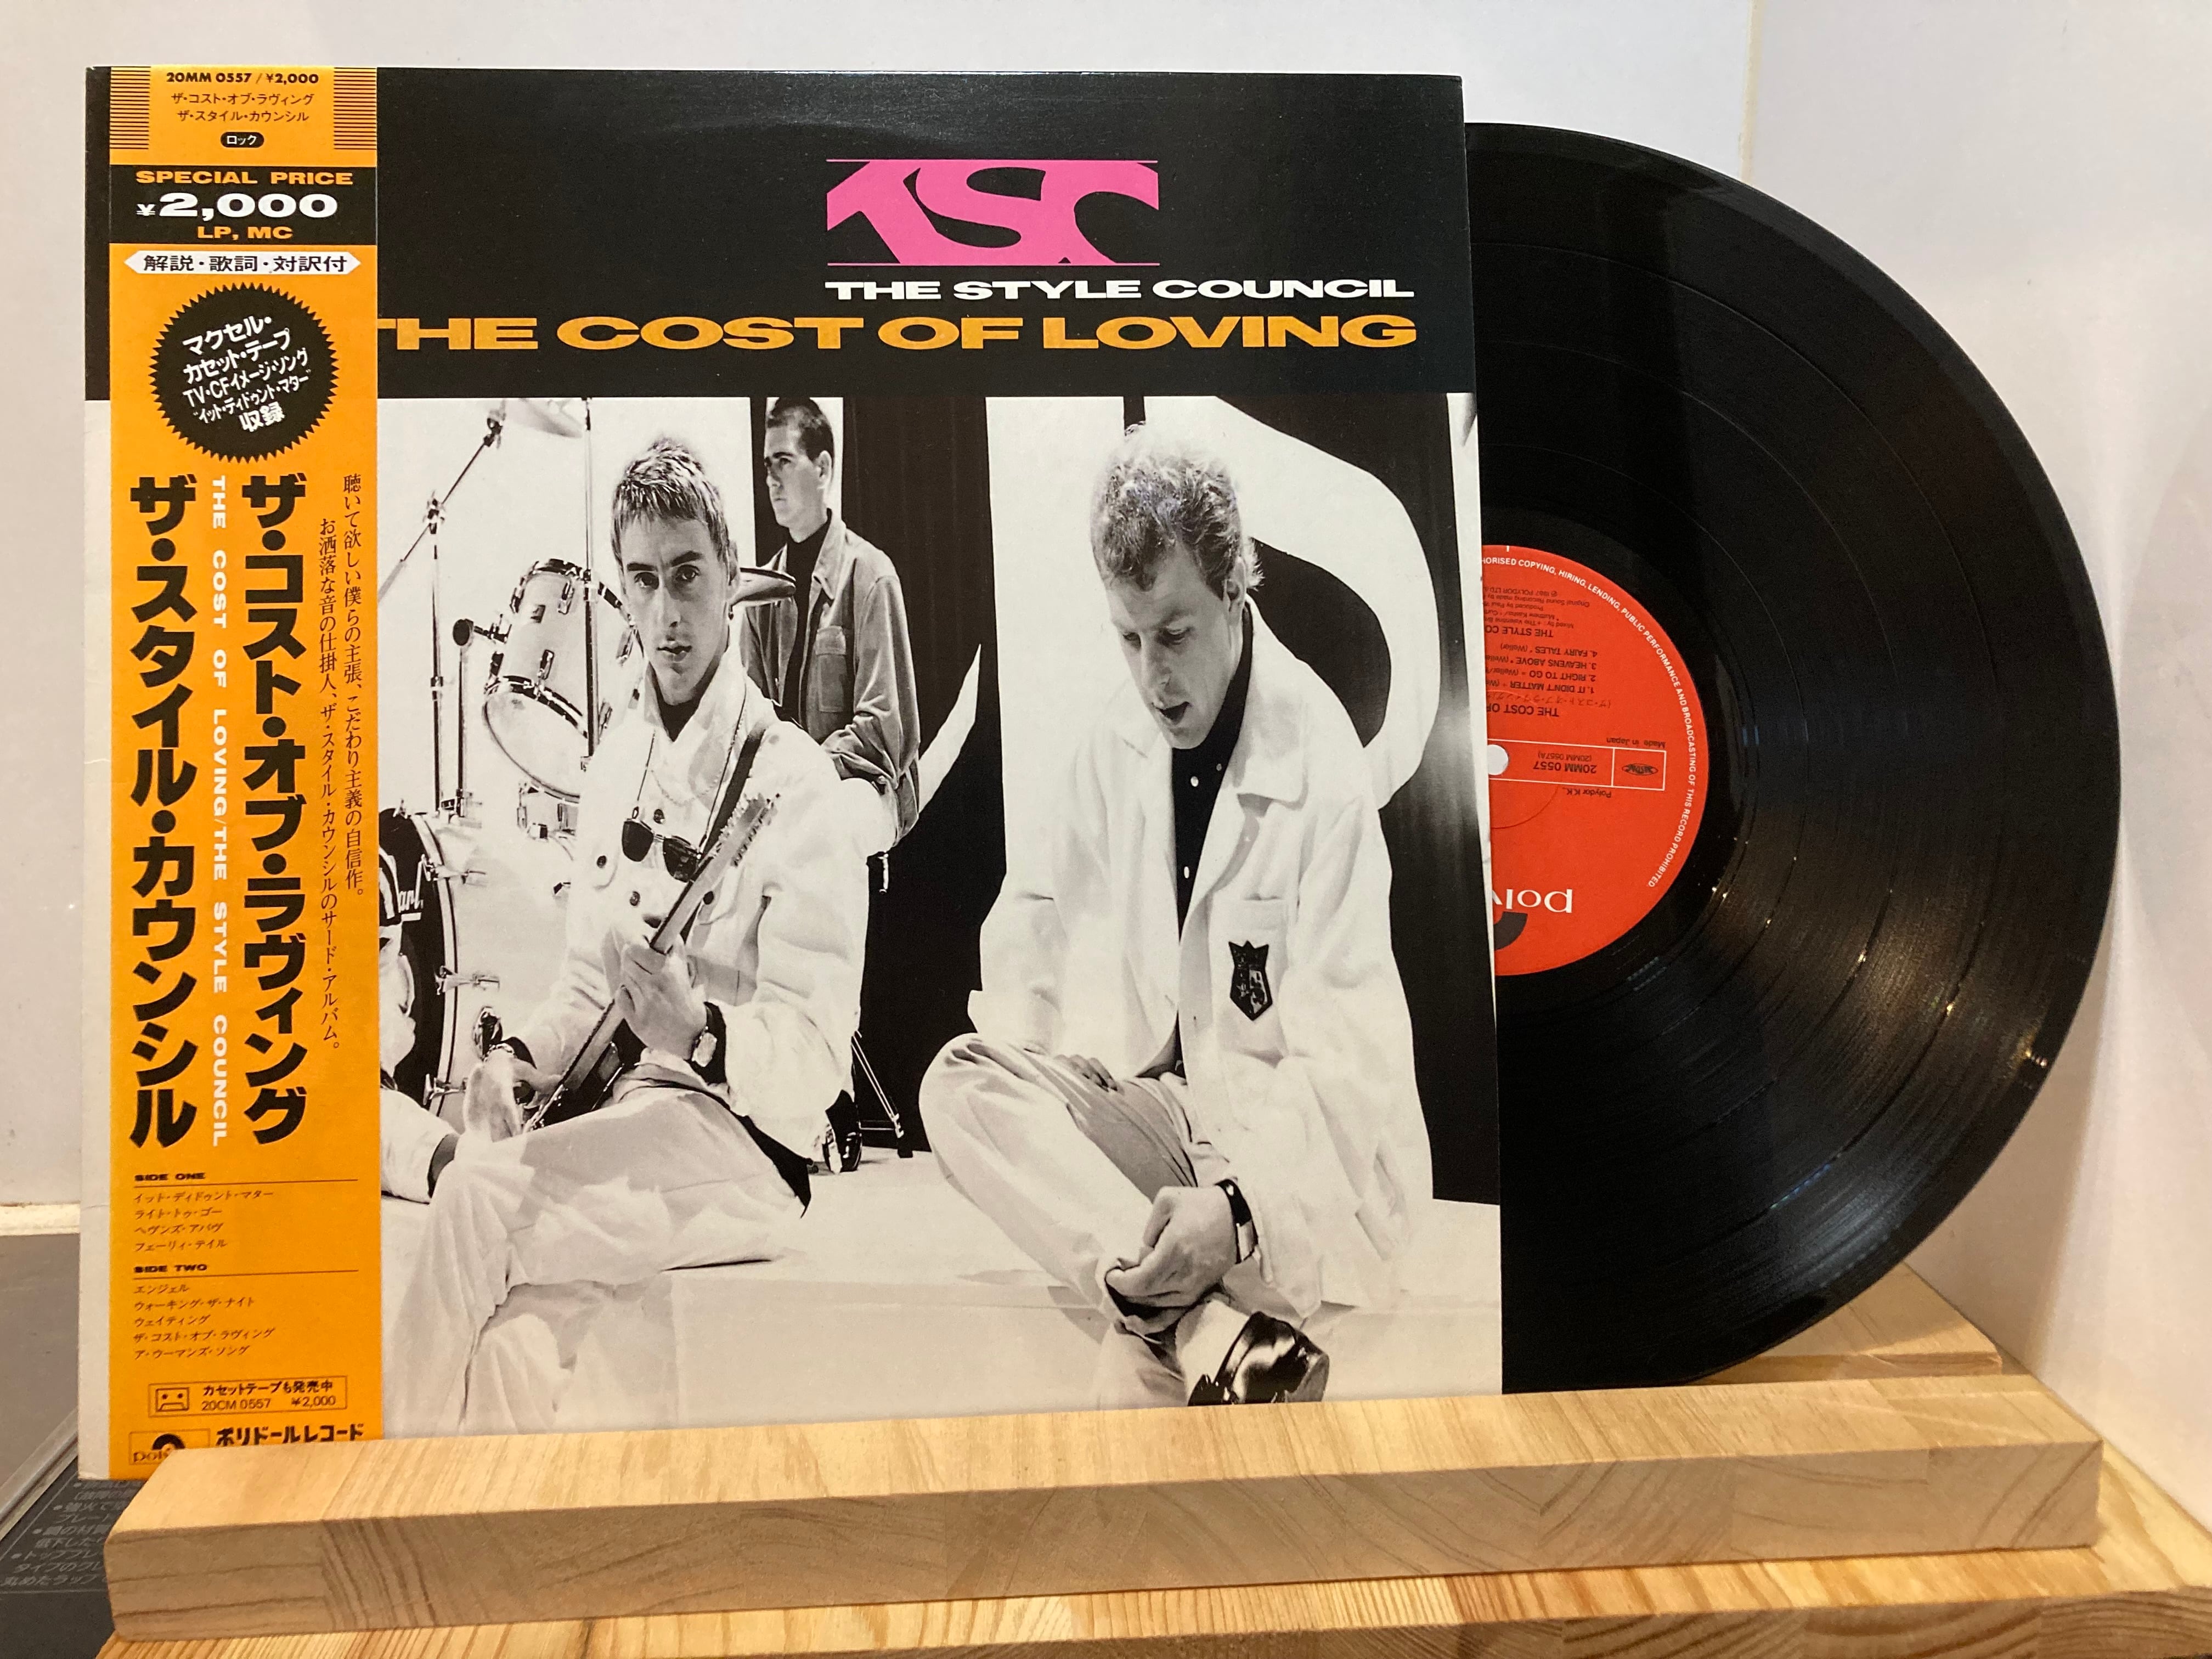 20MM 0557 / ¥2,000
ザ・コスト・オブ・ラヴィング
ザ・スタイル・カウンシル
ロック
SPECIAL PRICE
¥2,000
LP, MC
解説・歌詞・対訳付
マクセル・
カセット・テープ
TV・CFイメージ・ソング
"イット・ディドゥント・マター"
収録
聴いて欲しい僕らの主張、こだわり主義の自信作。
お洒落な音の仕掛人、ザ・スタイル・カウンシルのサード・アルバム。
ザ・コスト・オブ・ラヴィング
THE COST OF LOVING/THE STYLE COUNCIL
ザ・スタイル・カウンシル
SIDE ONE
イット・ディドゥント・マター
ライト・トゥ・ゴー
ヘヴンズ・アバヴ
フェーリィ・テイル
SIDE TWO
エンジェル
ウォーキング・ザ・ナイト
ウェイティング
ザ・コスト・オブ・ラヴィング
ア・ウーマンズ・ソング
カセットテープも発売中
20CM 0557 ¥2,000
ポリドールレコード
TSC
THE STYLE COUNCIL
THE COST OF LOVING
COPYING, HIRING, LENDING, PUBLIC PERFORMANCE AND BROADCASTING OF THIS RECORD PROHIBITED
THE STYLE
4. FAIRY TALES
3. HEAVENS ABOVE
2. RIGHT TO GO
1. IT DIDN'T MATTER
THE COST OF
Made in Japan
20MM 0557
(20MM 0557A)
Polydor K.K.